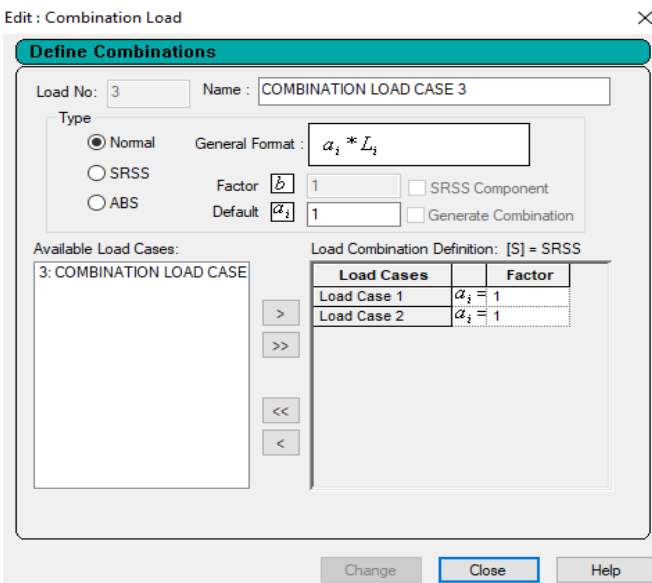 Edit : Combination Load
Define Combinations
Load No: 3 Name : COMBINATION LOAD CASE 3
Type
Normal General Format : aᵢ * Lᵢ
SRSS
Factor b 1 SRSS Component
ABS
Default aᵢ 1 Generate Combination
Available Load Cases: Load Combination Definition: [S] = SRSS
3: COMBINATION LOAD CASE Load Cases Factor
Load Case 1 aᵢ = 1
Load Case 2 aᵢ = 1
>
>>
<<
<
Change Close Help